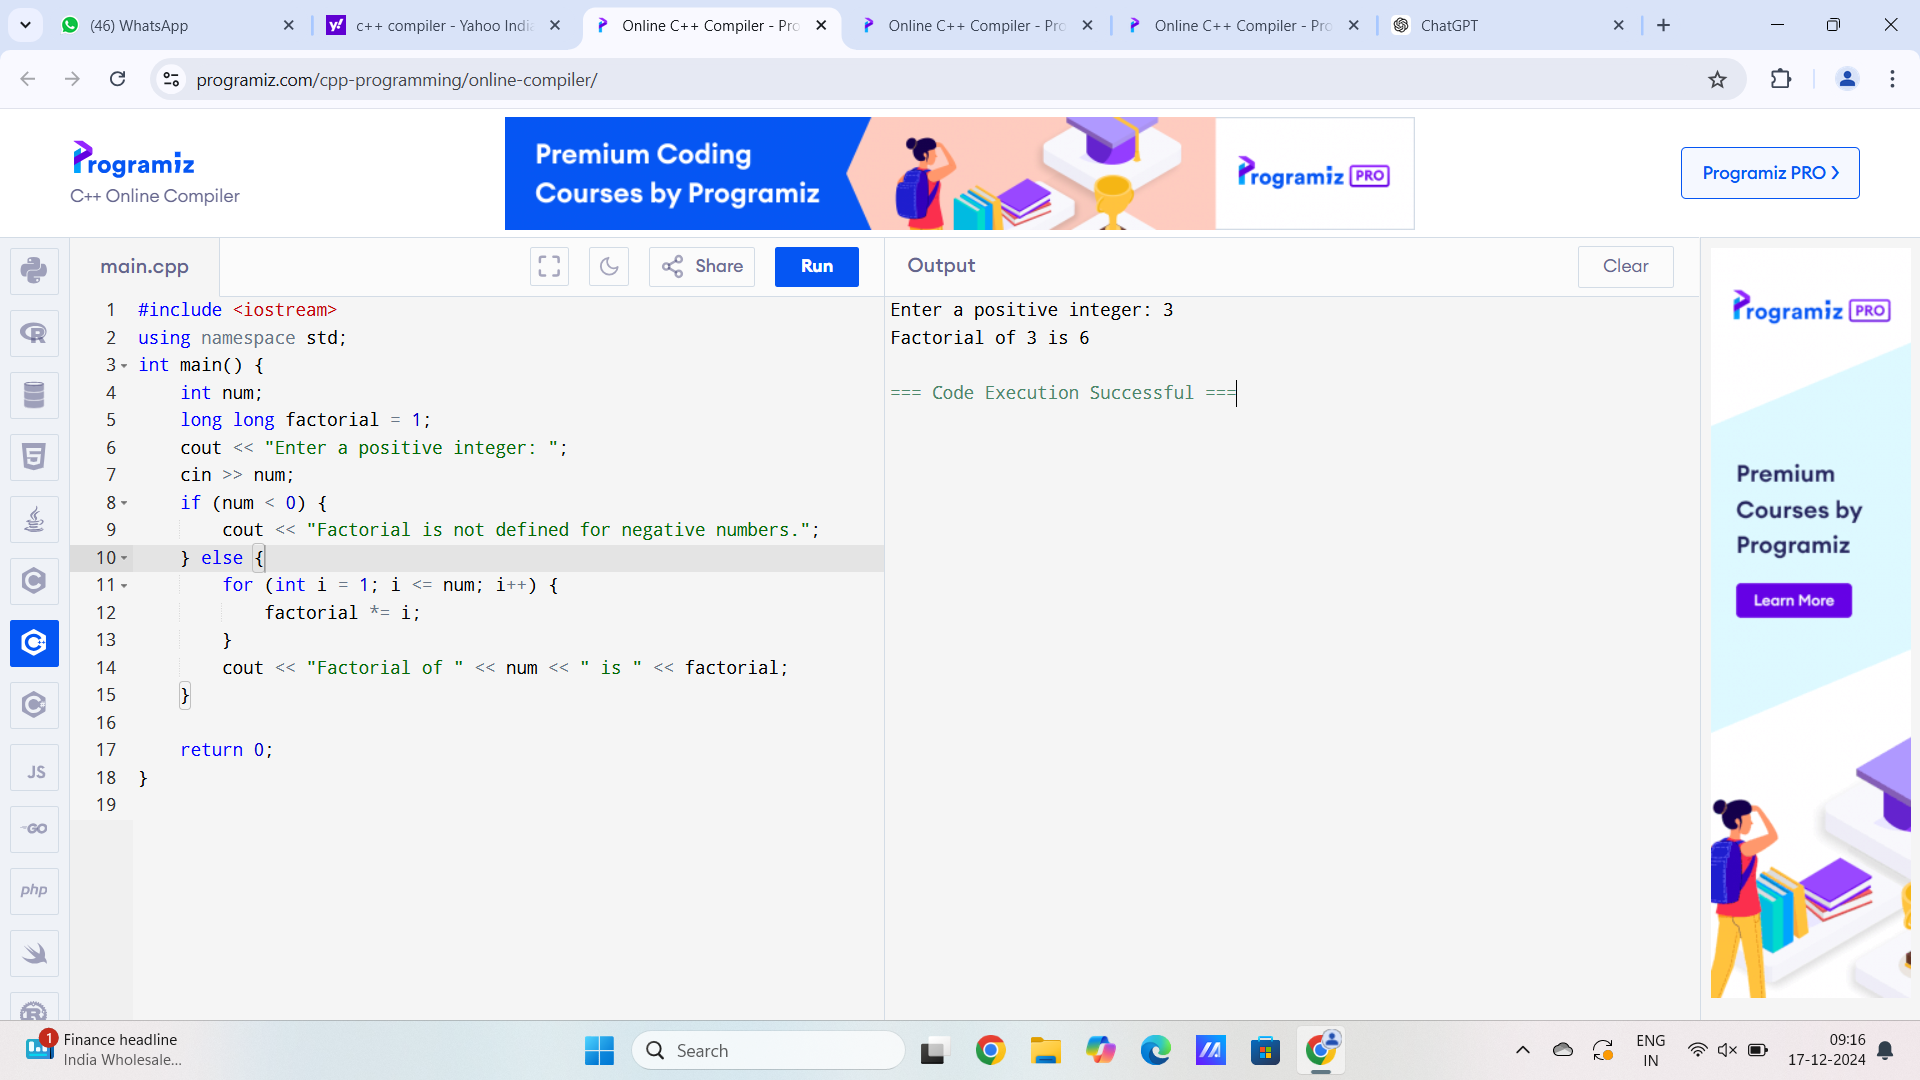 (46) WhatsApp
c++ compiler - Yahoo Indi
Online C++ Compiler - Pro
Online C++ Compiler - Pro
Online C++ Compiler - Pro
ChatGPT
programiz.com/cpp-programming/online-compiler/
Programiz
C++ Online Compiler
Premium Coding
Courses by Programiz
Programiz PRO
Programiz PRO >
main.cpp
Share
Run
Output
Clear
1 #include <iostream>
2 using namespace std;
3 int main() {
4     int num;
5     long long factorial = 1;
6     cout << "Enter a positive integer: ";
7     cin >> num;
8     if (num < 0) {
9         cout << "Factorial is not defined for negative numbers.";
10     } else {
11         for (int i = 1; i <= num; i++) {
12             factorial *= i;
13         }
14         cout << "Factorial of " << num << " is " << factorial;
15     }
16
17     return 0;
18 }
19
Enter a positive integer: 3
Factorial of 3 is 6
=== Code Execution Successful ===
Programiz PRO
Premium
Courses by
Programiz
Learn More
JS
GO
php
1
Finance headline
India Wholesale...
Search
ENG
IN
09:16
17-12-2024